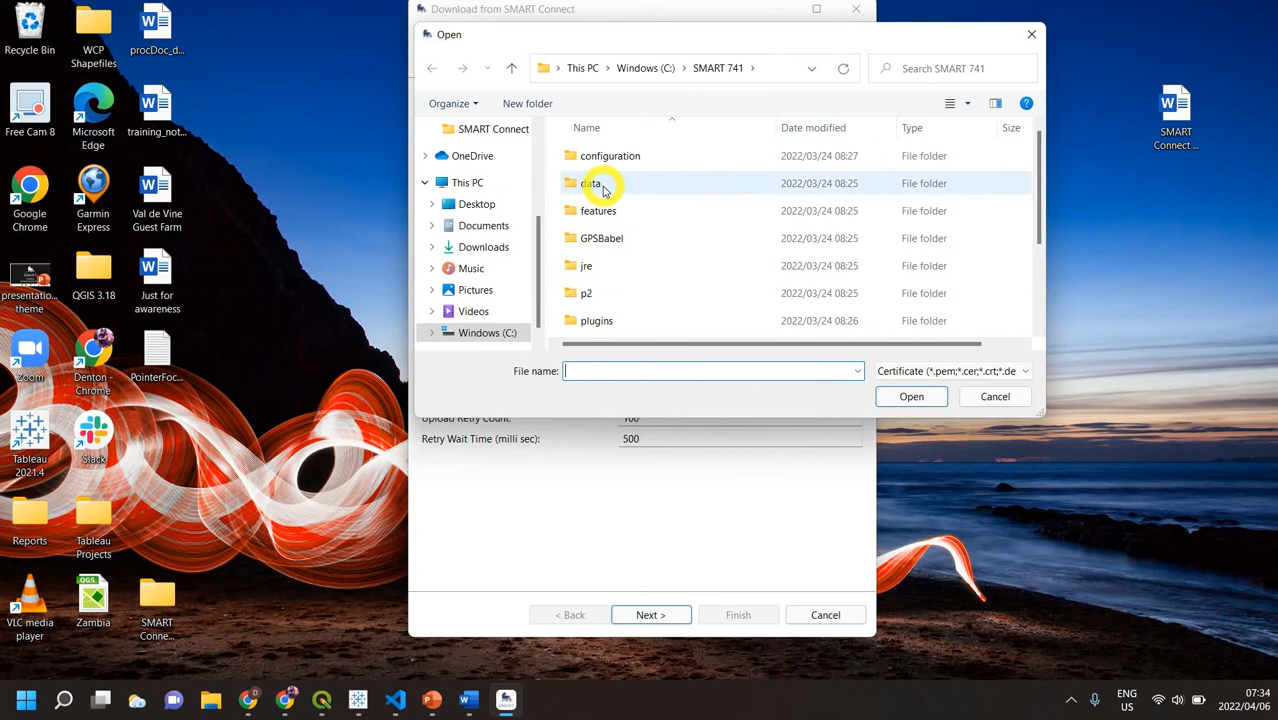 Recycle Bin
WCP
Shapefiles
procDoc_d...
Free Cam 8
Microsoft
Edge
training_not...
Google
Chrome
Garmin
Express
Val de Vine
Guest Farm
presentatio...
theme
QGIS 3.18
Just for
awareness
Zoom
Denton -
Chrome
PointerFoc...
Tableau
2021.4
Slack
Reports
Tableau
Projects
VLC media
player
Zambia
SMART
Conne...
SMART
Connect ...
Download from SMART Connect
Open
This PC > Windows (C:) > SMART 741 >
Search SMART 741
Organize
New folder
SMART Connect
OneDrive
This PC
Desktop
Documents
Downloads
Music
Pictures
Videos
Windows (C:)
Name Date modified Type Size
configuration 2022/03/24 08:27 File folder
data 2022/03/24 08:25 File folder
features 2022/03/24 08:25 File folder
GPSBabel 2022/03/24 08:25 File folder
jre 2022/03/24 08:25 File folder
p2 2022/03/24 08:25 File folder
plugins 2022/03/24 08:26 File folder
File name:
Certificate (*.pem;*.cer;*.crt;*.de
Open
Cancel
Upload Retry Count: 100
Retry Wait Time (milli sec): 500
< Back
Next >
Finish
Cancel
ENG
US
07:34
2022/04/06